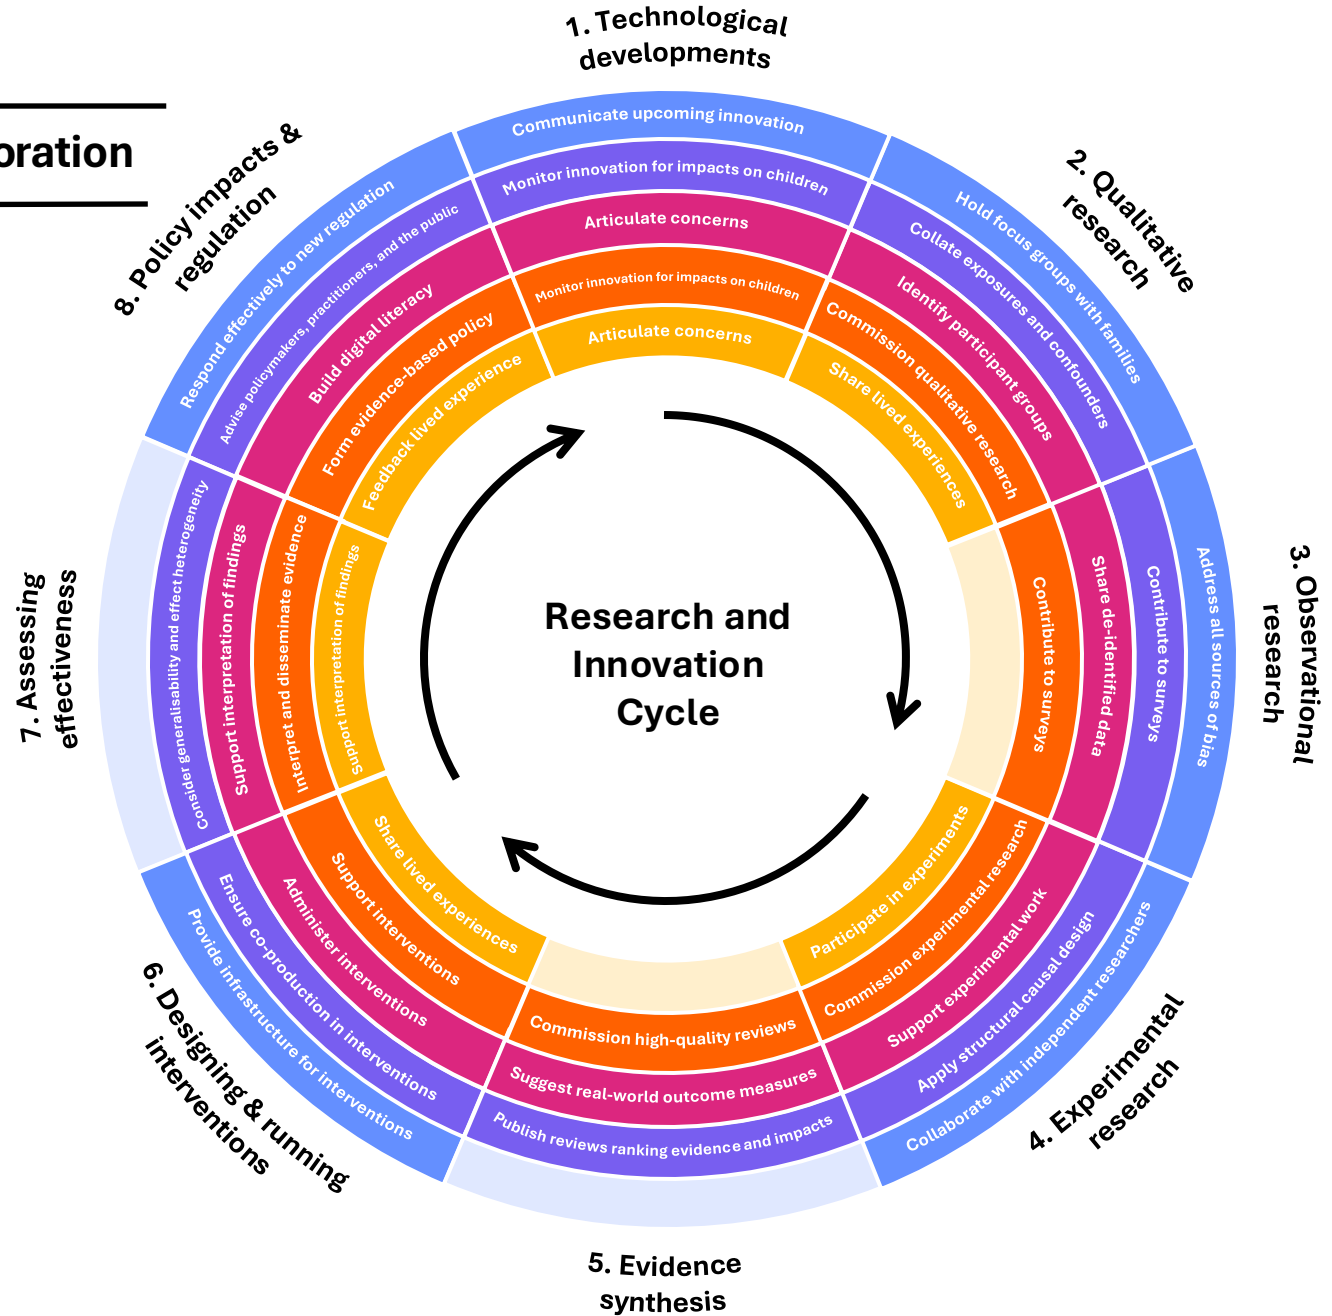 oration
1. Technological
developments
Communicate upcoming innovation
Monitor innovation for impacts on children
Articulate concerns
Monitor innovation for impacts on children
Articulate concerns
2. Qualitative
research
Hold focus groups with families
Collate exposures and confounders
Identify participant groups
Commission qualitative research
Share lived experiences
3. Observational
research
Address all sources of bias
Contribute to surveys
Share de-identified data
Contribute to surveys
4. Experimental
research
Collaborate with independent researchers
Apply structural causal design
Support experimental work
Commission experimental research
Participate in experiments
5. Evidence
synthesis
Publish reviews ranking evidence and impacts
Suggest real-world outcome measures
Commission high-quality reviews
6. Designing & running
interventions
Provide infrastructure for interventions
Ensure co-production in interventions
Administer interventions
Support interventions
Share lived experiences
7. Assessing
effectiveness
Consider generalisability and effect heterogeneity
Support interpretation of findings
Interpret and disseminate evidence
Support interpretation of findings
8. Policy impacts &
regulation
Respond effectively to new regulation
Advise policymakers, practitioners, and the public
Build digital literacy
Form evidence-based policy
Feedback lived experience
Research and
Innovation
Cycle